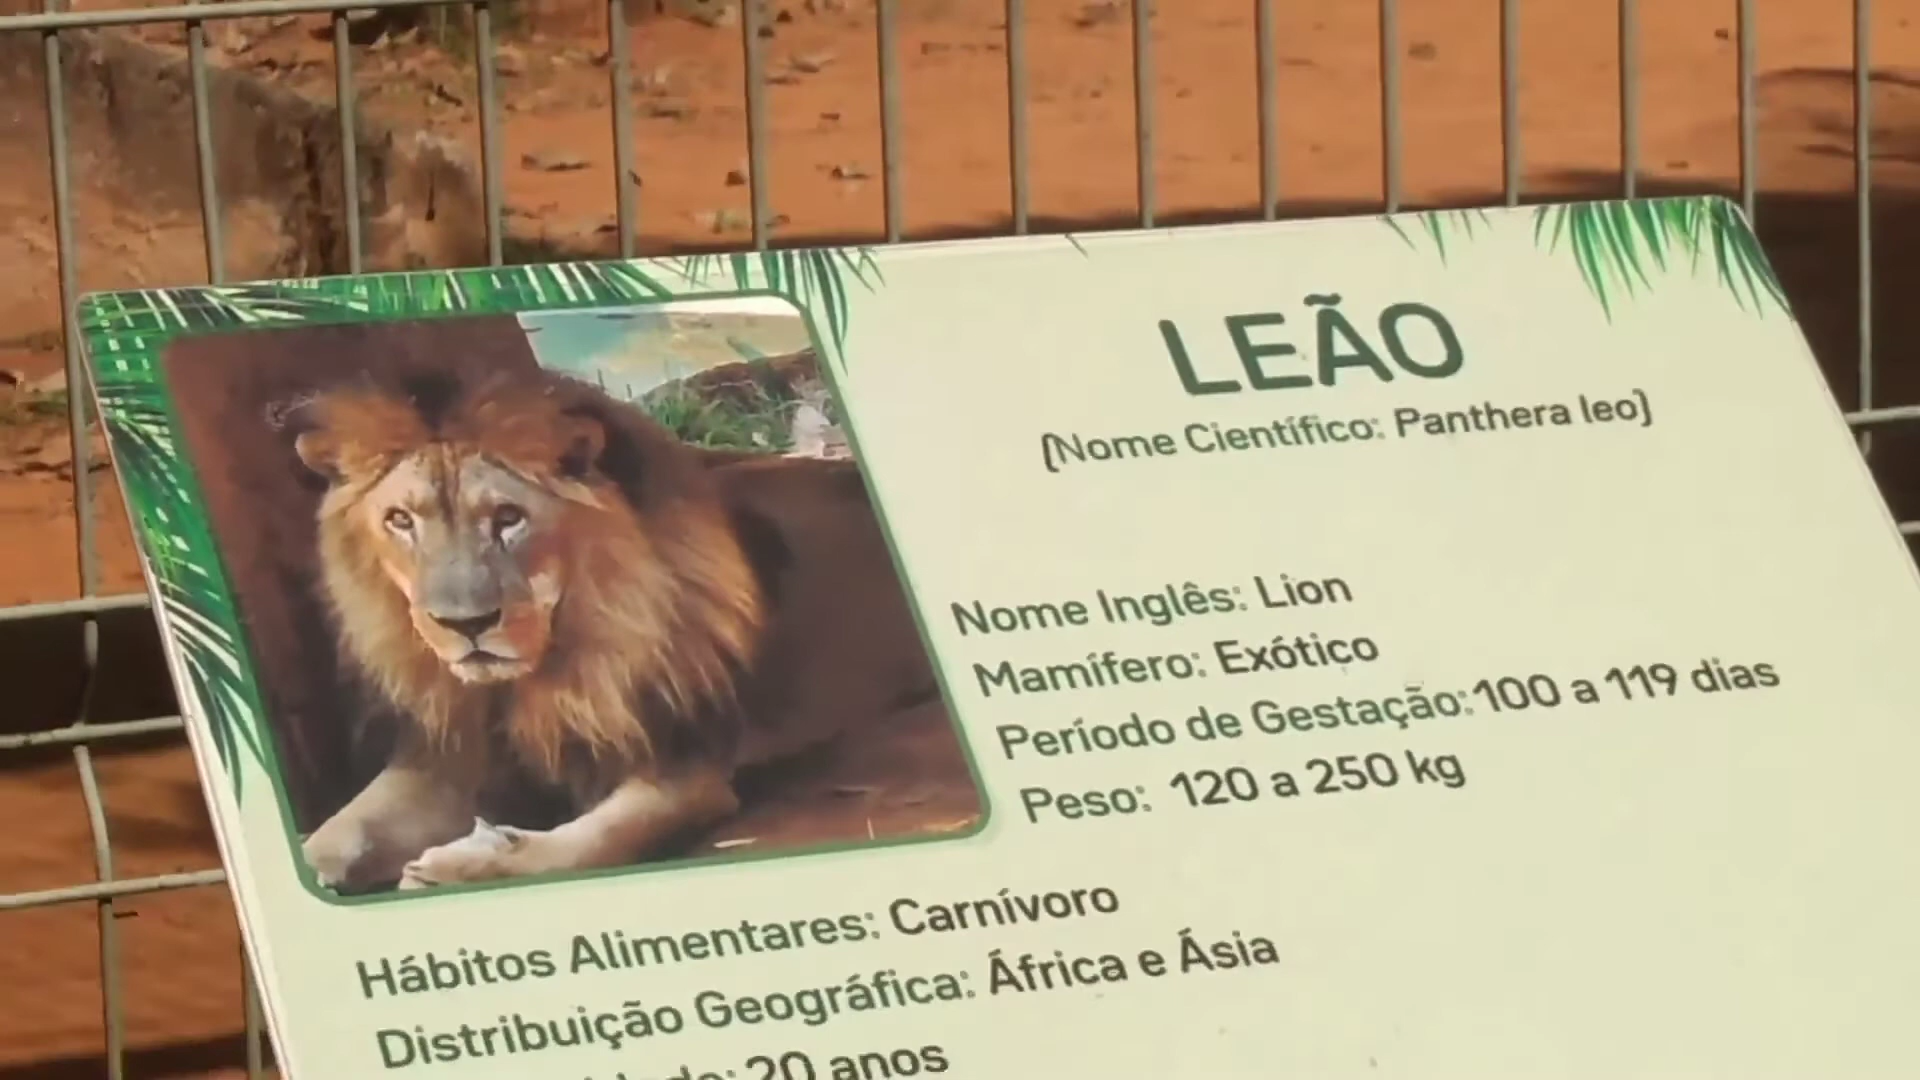 LEÃO
(Nome Científico: Panthera leo)
Nome Inglês: Lion
Mamífero: Exótico
Período de Gestação: 100 a 119 dias
Peso: 120 a 250 kg
Hábitos Alimentares: Carnívoro
Distribuição Geográfica: África e Ásia
20 anos